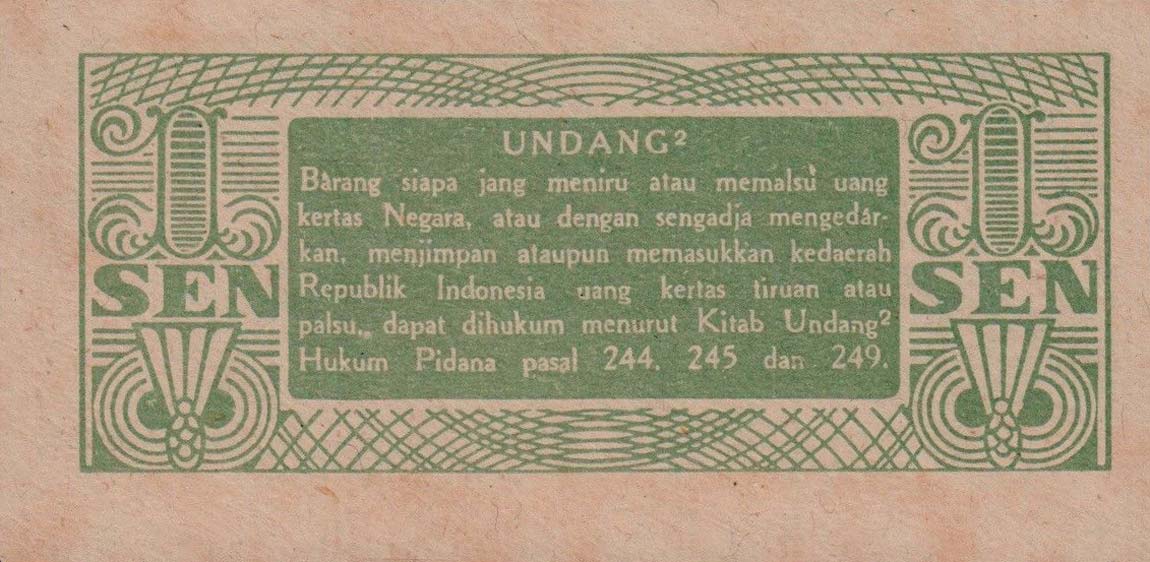 1
SEN
UNDANG²
Barang siapa jang meniru atau memalsu uang
kertas Negara, atau dengan sengadja mengedar-
kan, menjimpan ataupun memasukkan kedaerah
Republik Indonesia uang kertas tiruan atau
palsu,, dapat dihukum menurut Kitab Undang²
Hukum Pidana pasal 244. 245 dan 249.
1
SEN